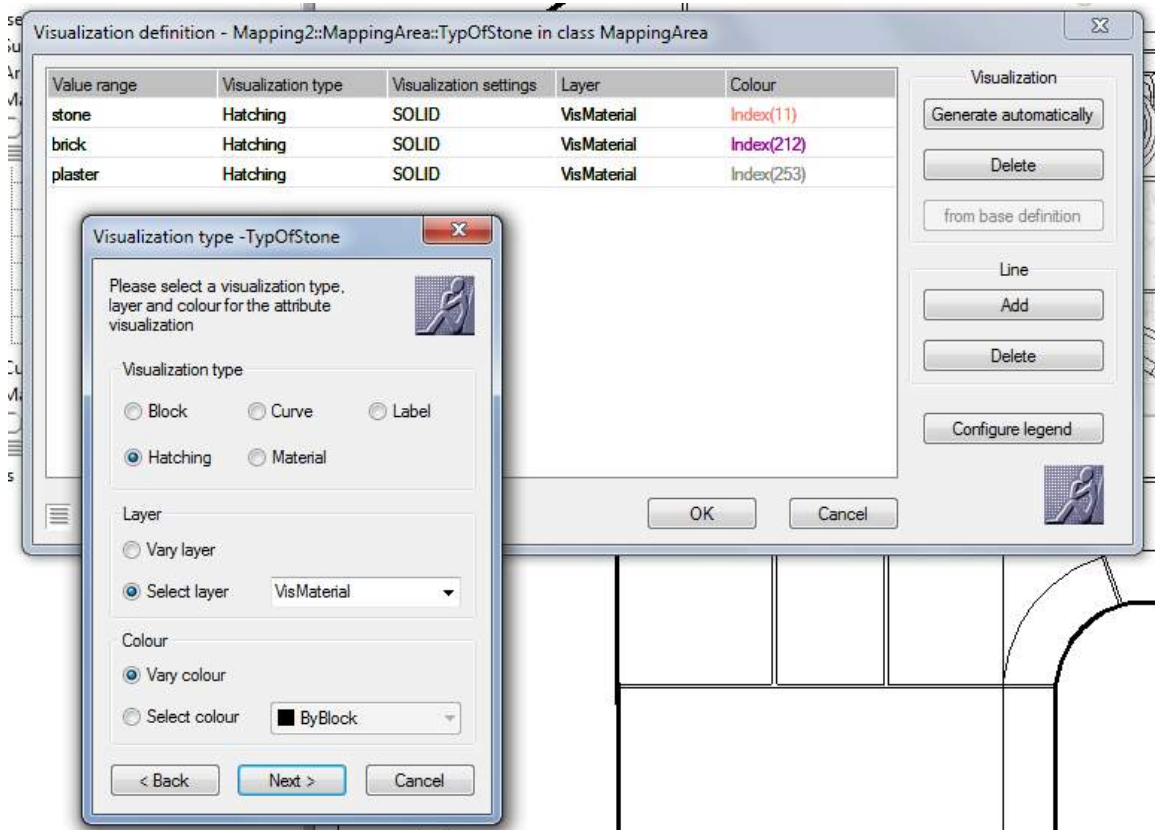 Visualization definition - Mapping2::MappingArea::TypOfStone in class MappingArea
Value range Visualization type Visualization settings Layer Colour
stone Hatching SOLID VisMaterial Index(11)
brick Hatching SOLID VisMaterial Index(212)
plaster Hatching SOLID VisMaterial Index(253)
Visualization
Generate automatically
Delete
from base definition
Line
Add
Delete
Configure legend
OK Cancel
Visualization type -TypOfStone
Please select a visualization type,
layer and colour for the attribute
visualization
Visualization type
Block Curve Label
Hatching Material
Layer
Vary layer
Select layer VisMaterial
Colour
Vary colour
Select colour ByBlock
< Back Next > Cancel